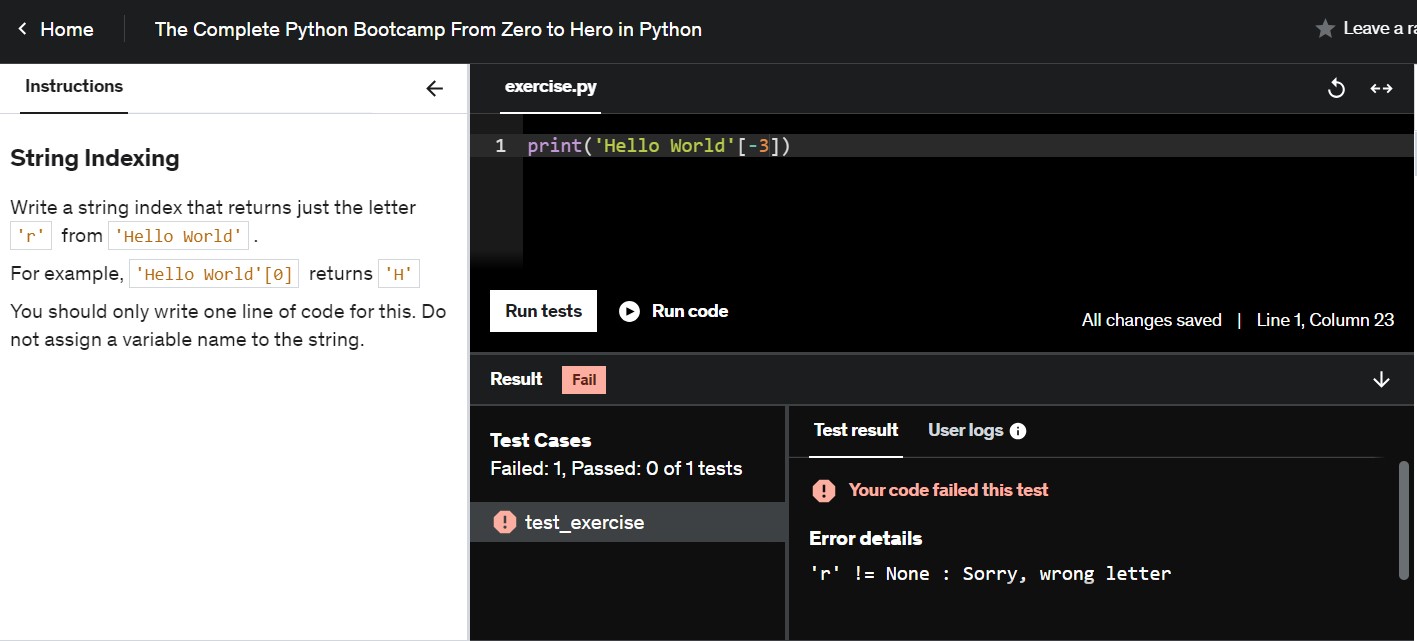 Home
The Complete Python Bootcamp From Zero to Hero in Python
Leave a ra
Instructions
String Indexing
Write a string index that returns just the letter
'r' from 'Hello World' .
For example, 'Hello World'[0] returns 'H'
You should only write one line of code for this. Do
not assign a variable name to the string.
exercise.py
1 print('Hello World'[-3])
Run tests
Run code
All changes saved | Line 1, Column 23
Result Fail
Test Cases
Failed: 1, Passed: 0 of 1 tests
test_exercise
Test result User logs
Your code failed this test
Error details
'r' != None : Sorry, wrong letter